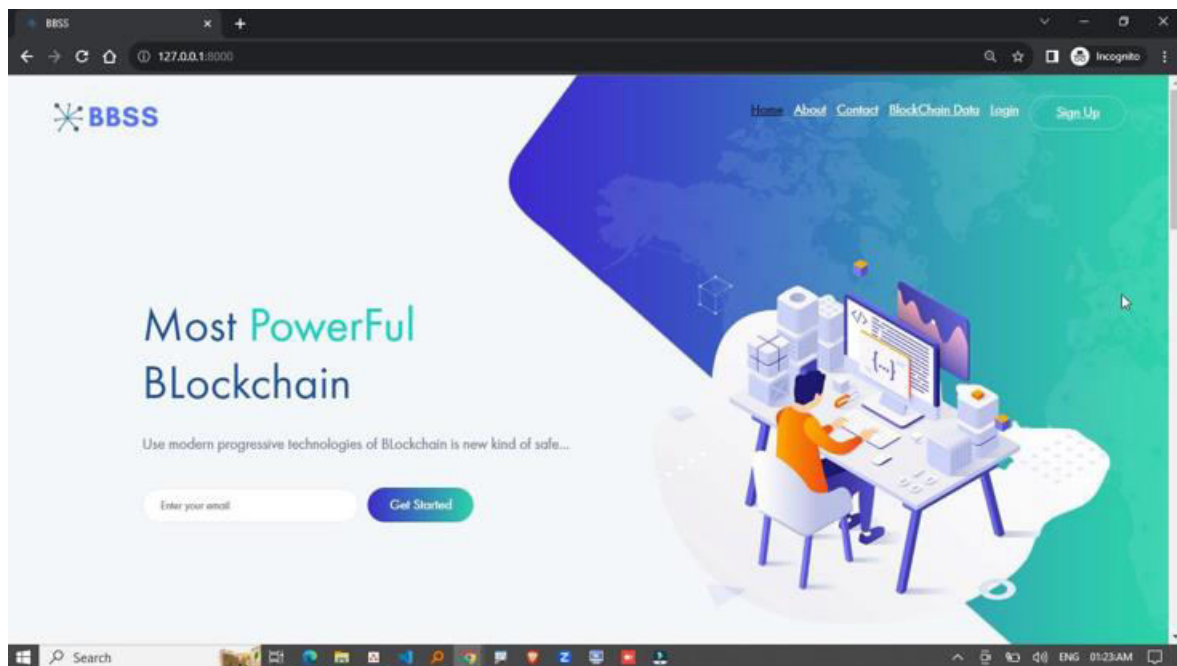 BBSS
127.0.0.1:8000
Incognito
BBSS
Home About Contact BlockChain Data Login Sign Up
Most PowerFul
BLockchain
Use modern progressive technologies of BLockchain is new kind of safe...
Enter your email Get Started
</>
{...}
Search
ENG 01:23:AM